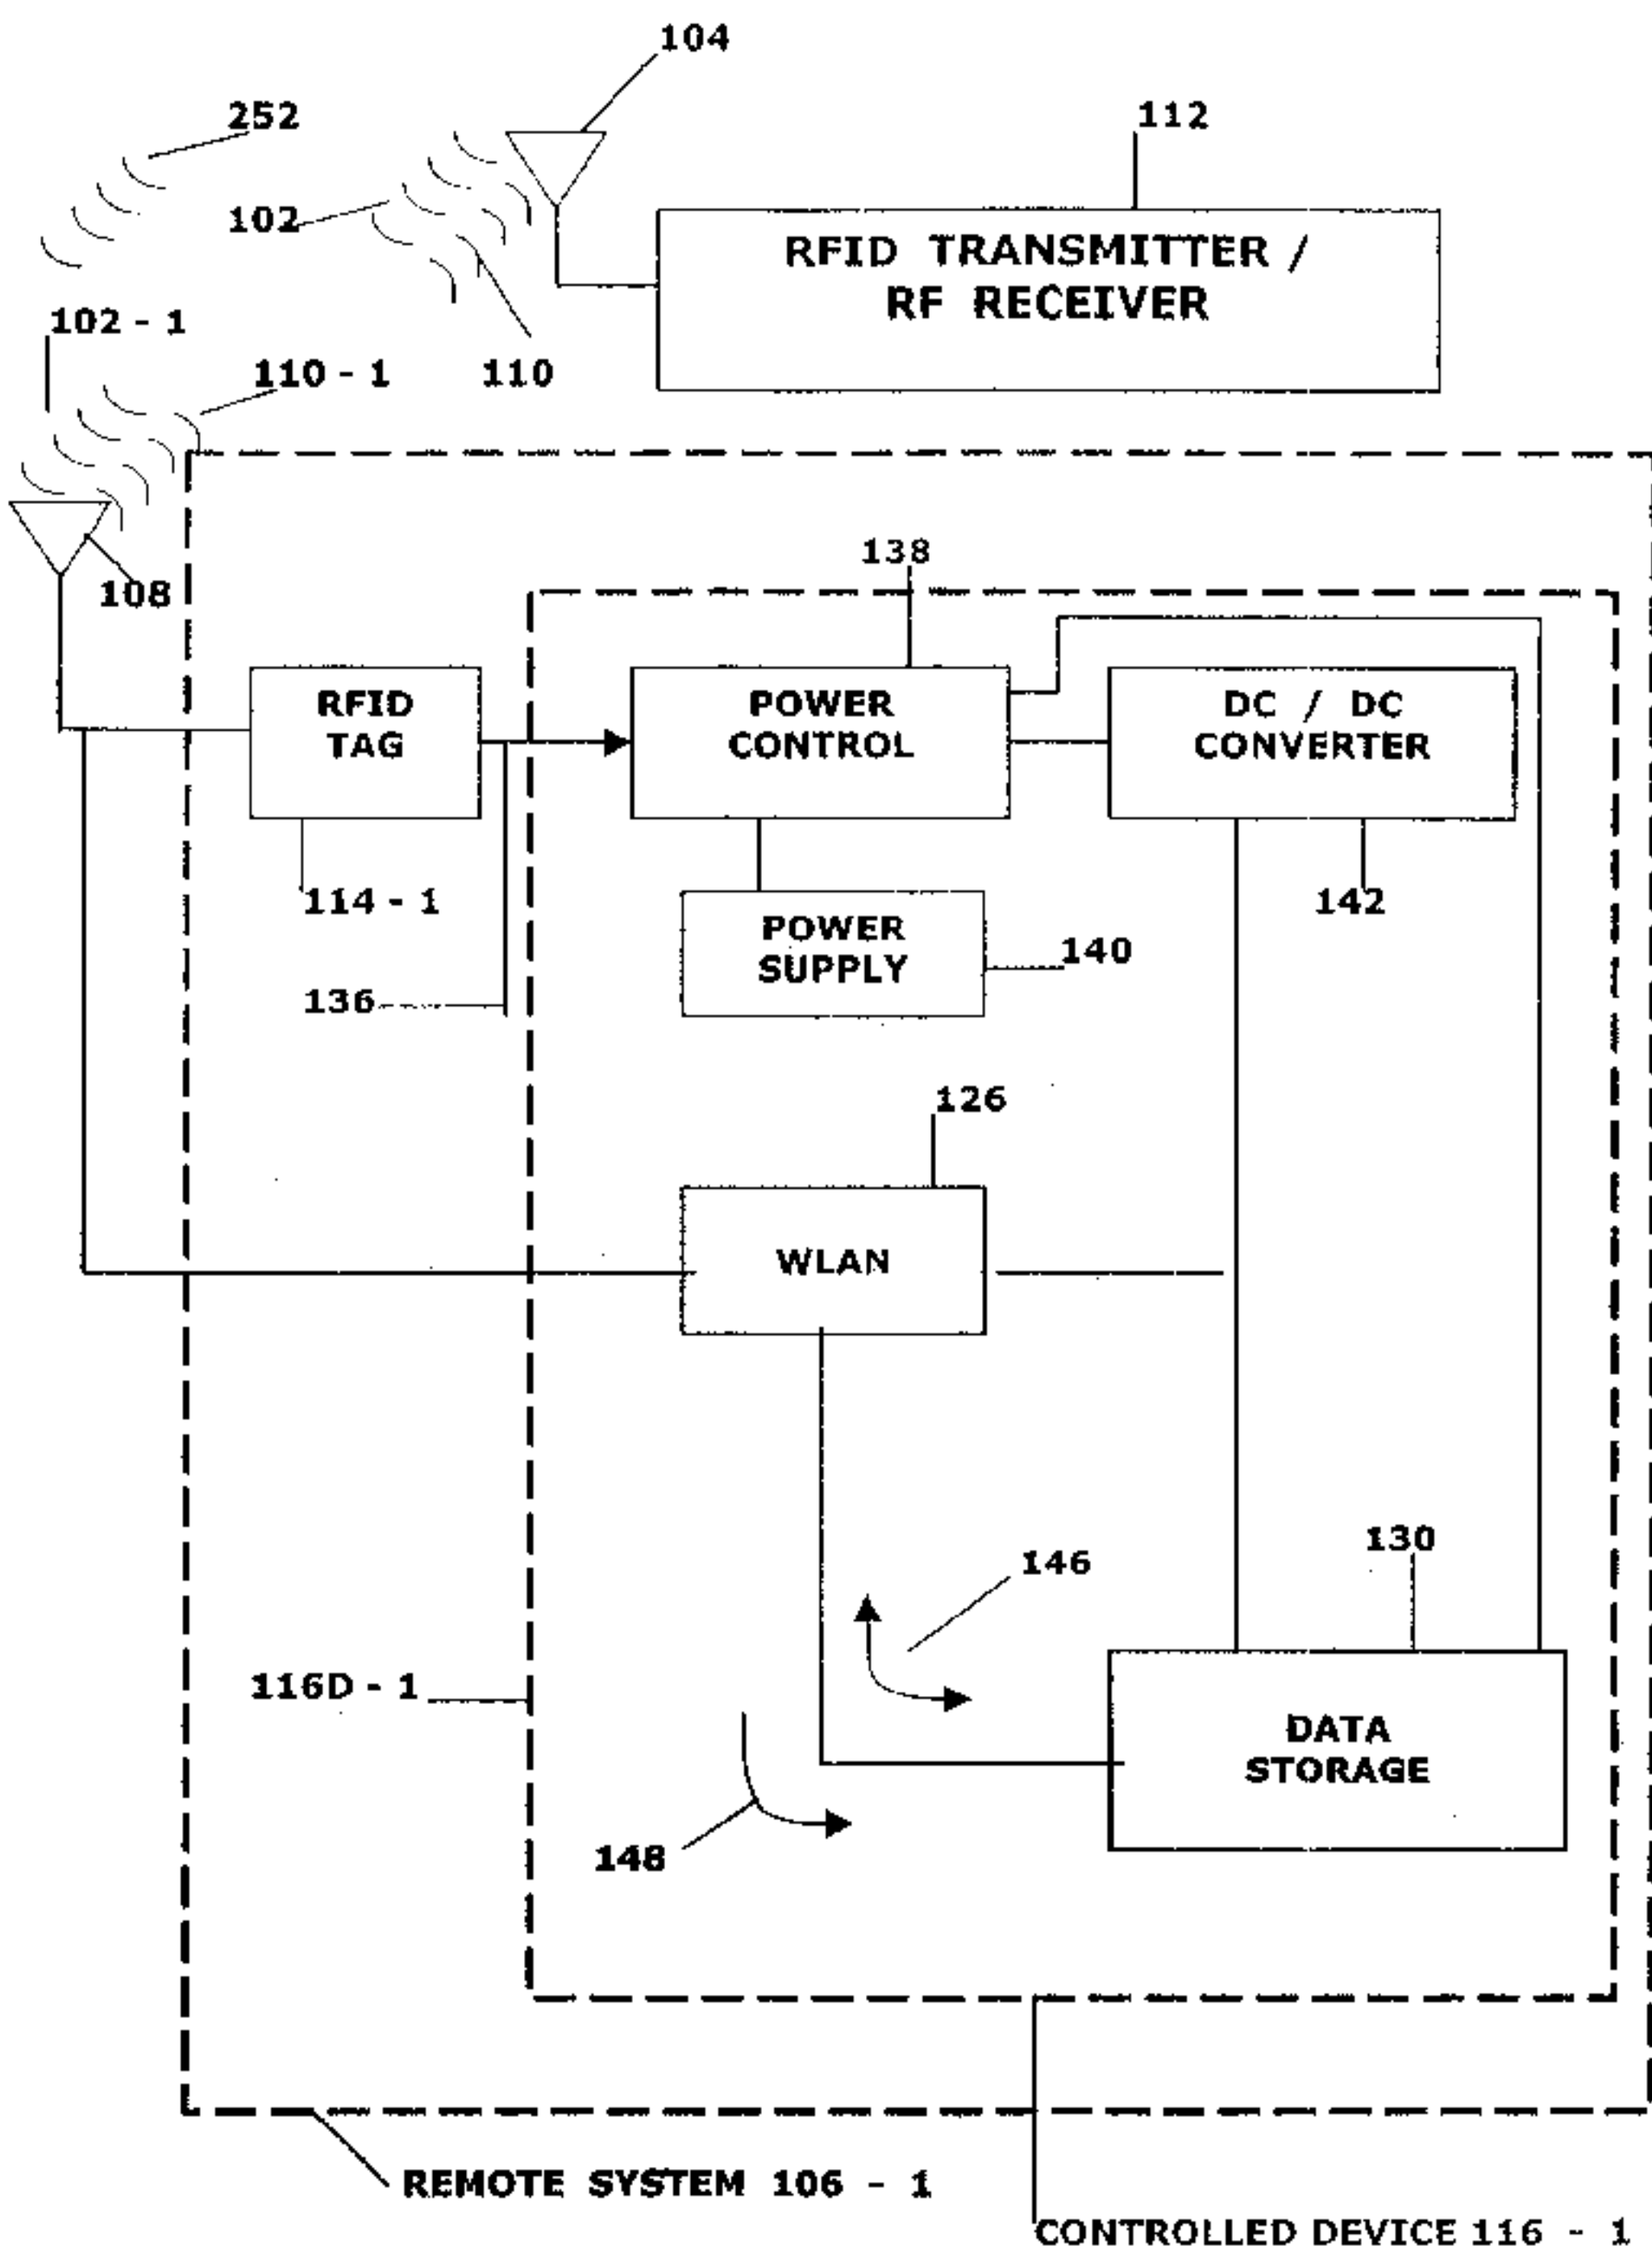 104
252
112
102
RFID TRANSMITTER /
RF RECEIVER
102 - 1
110 - 1
110
138
108
RFID
TAG
POWER
CONTROL
DC / DC
CONVERTER
114 - 1
142
POWER
SUPPLY
140
136
126
WLAN
130
146
116D - 1
DATA
STORAGE
148
REMOTE SYSTEM 106 - 1
CONTROLLED DEVICE 116 - 1